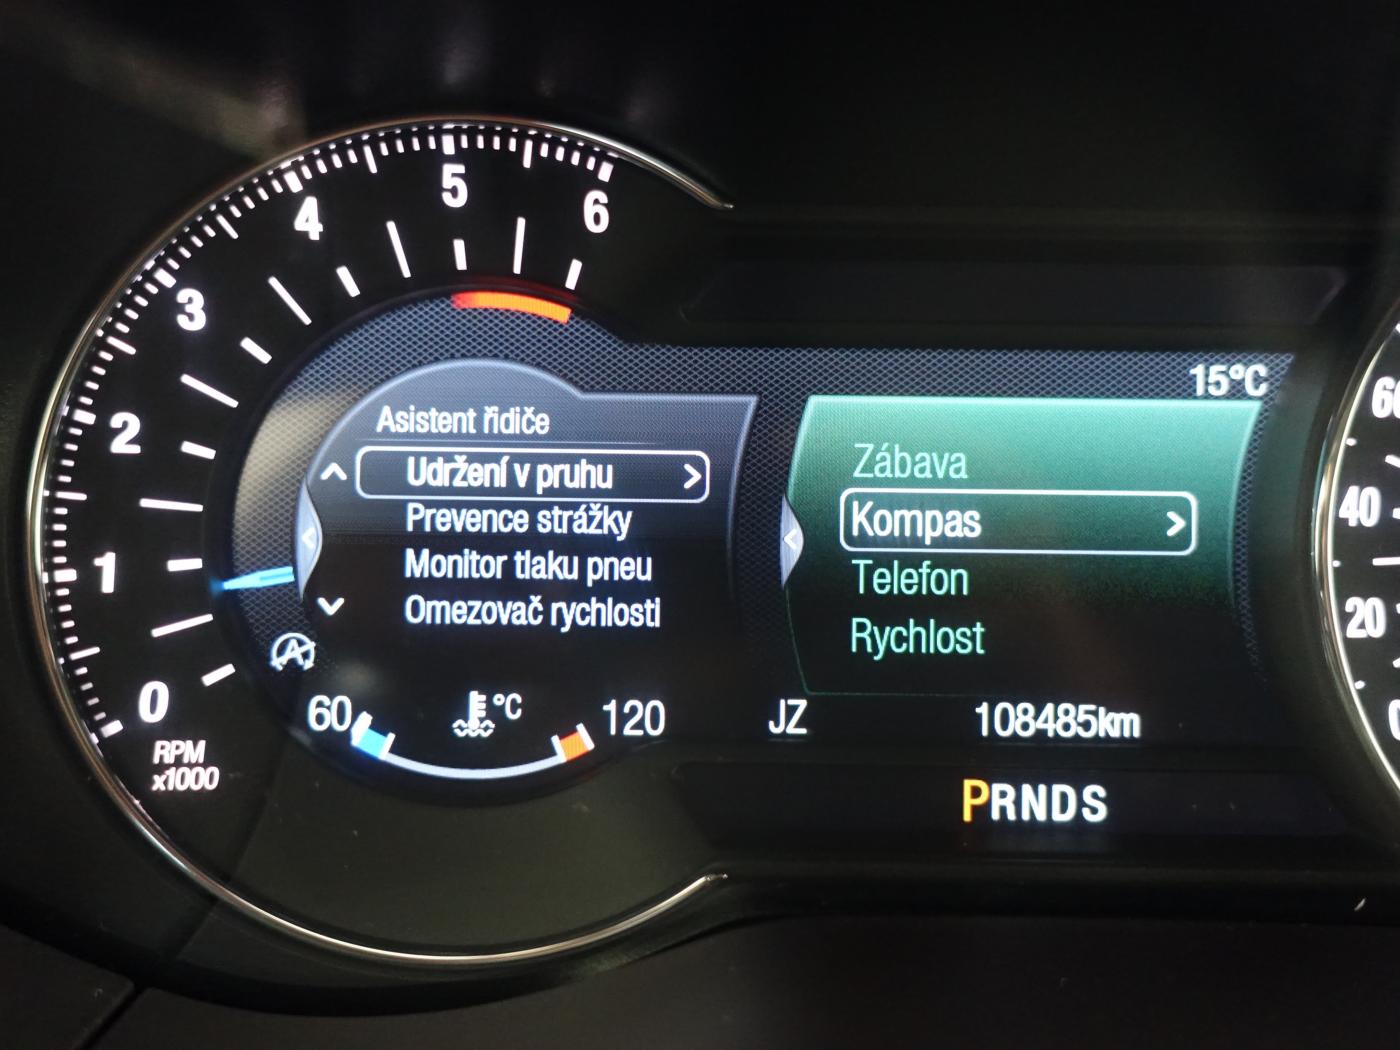 6
5
4
3
2
1
0
RPM
x1000
Asistent řidiče
Udržení v pruhu
Prevence strážky
Monitor tlaku pneu
Omezovač rychlosti
60
°C
120
15°C
Zábava
Kompas
Telefon
Rychlost
JZ
108485km
PRNDS
40
20